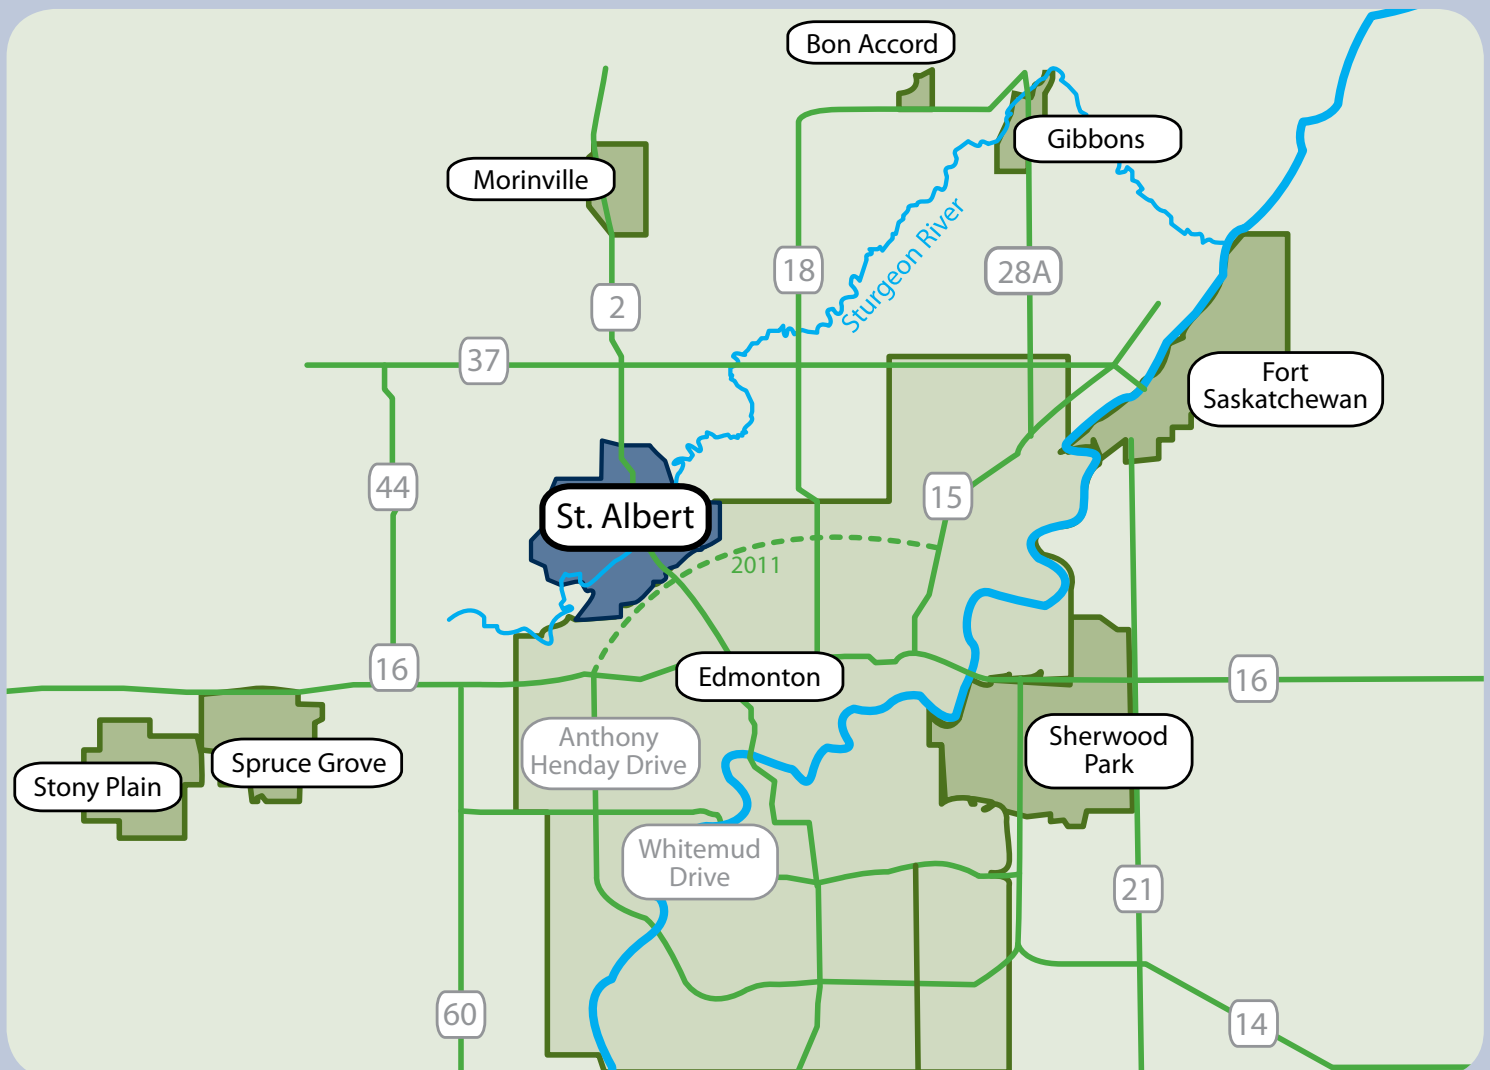 Bon Accord
Gibbons
Morinville
Sturgeon River
18
28A
2
37
Fort
Saskatchewan
44
15
St. Albert
2011
16
Edmonton
16
Anthony
Henday Drive
Sherwood
Park
Spruce Grove
Stony Plain
Whitemud
Drive
21
60
14